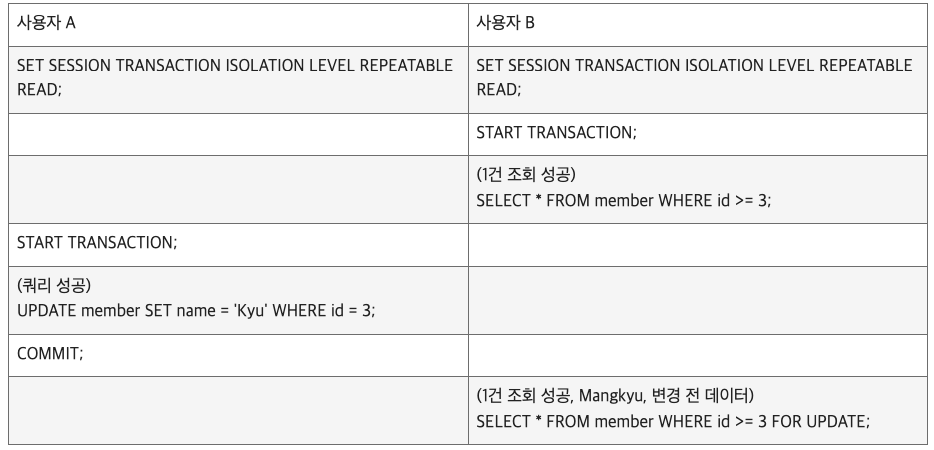 사용자 A
사용자 B
SET SESSION TRANSACTION ISOLATION LEVEL REPEATABLE
READ;
SET SESSION TRANSACTION ISOLATION LEVEL REPEATABLE
READ;
START TRANSACTION;
(1건 조회 성공)
SELECT * FROM member WHERE id >= 3;
START TRANSACTION;
(쿼리 성공)
UPDATE member SET name = 'Kyu' WHERE id = 3;
COMMIT;
(1건 조회 성공, Mangkyu, 변경 전 데이터)
SELECT * FROM member WHERE id >= 3 FOR UPDATE;